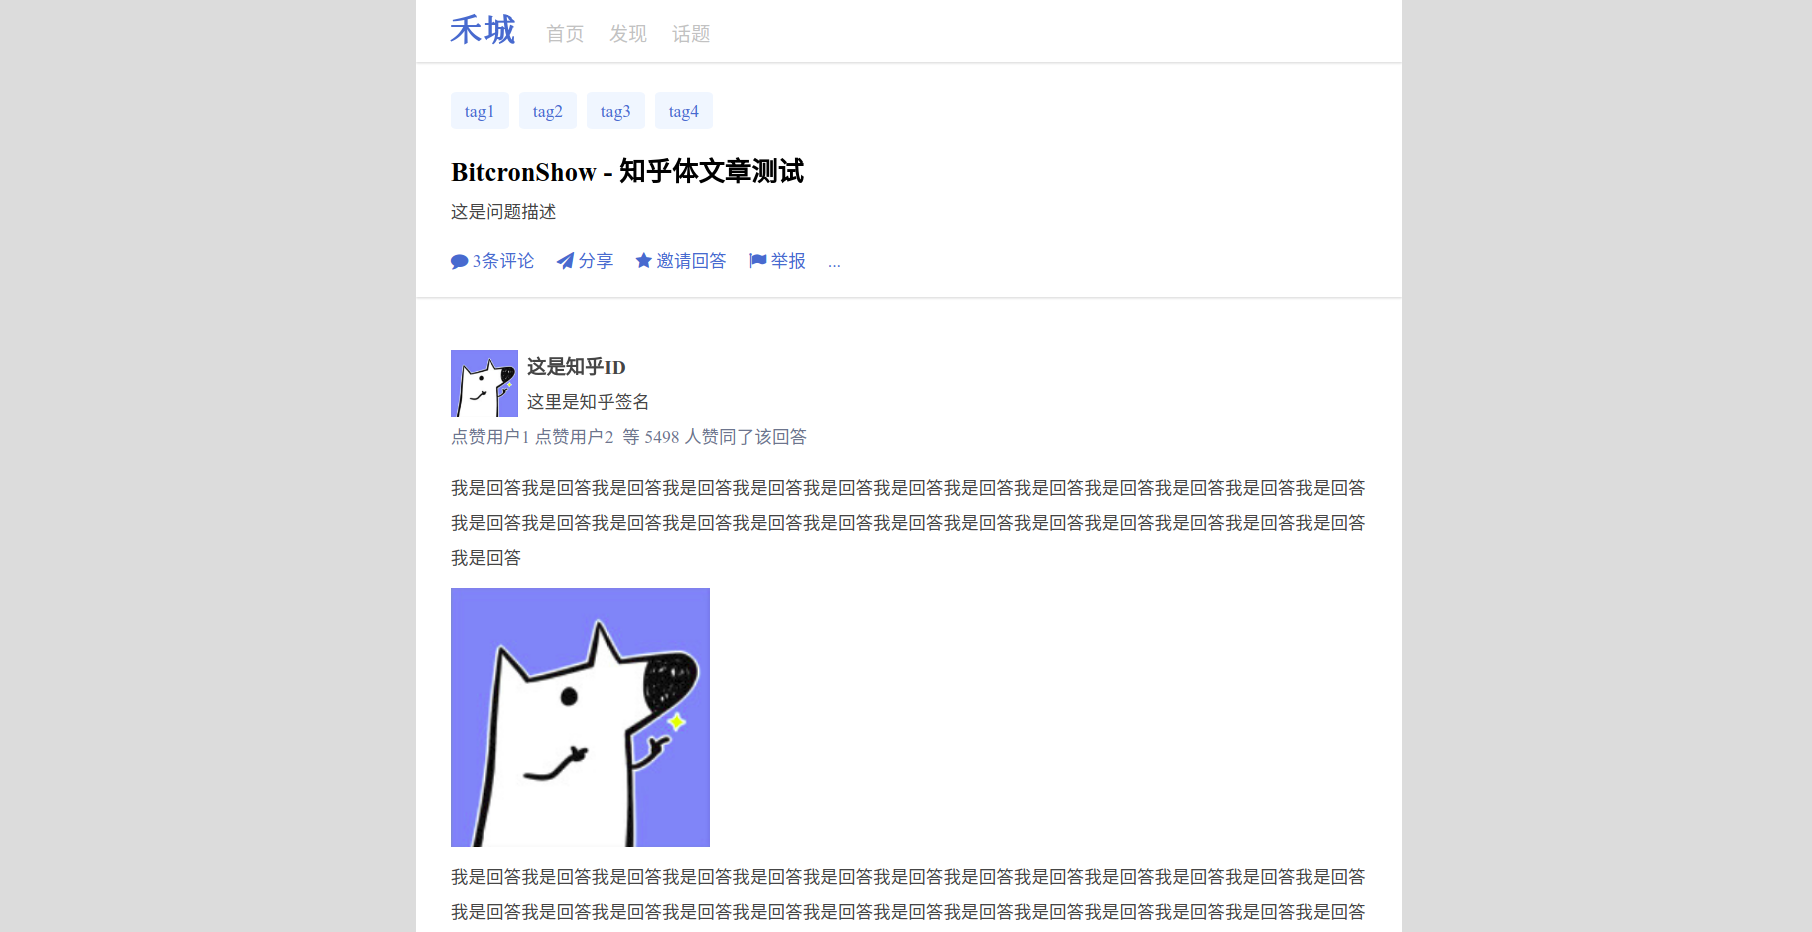 禾城 首页 发现 话题
tag1 tag2 tag3 tag4
BitcronShow - 知乎体文章测试
这是问题描述
3条评论 分享 邀请回答 举报 ...
这是知乎ID
这里是知乎签名
点赞用户1 点赞用户2 等 5498 人赞同了该回答
我是回答我是回答我是回答我是回答我是回答我是回答我是回答我是回答我是回答我是回答我是回答我是回答我是回答
我是回答我是回答我是回答我是回答我是回答我是回答我是回答我是回答我是回答我是回答我是回答我是回答我是回答
我是回答
我是回答我是回答我是回答我是回答我是回答我是回答我是回答我是回答我是回答我是回答我是回答我是回答我是回答
我是回答我是回答我是回答我是回答我是回答我是回答我是回答我是回答我是回答我是回答我是回答我是回答我是回答